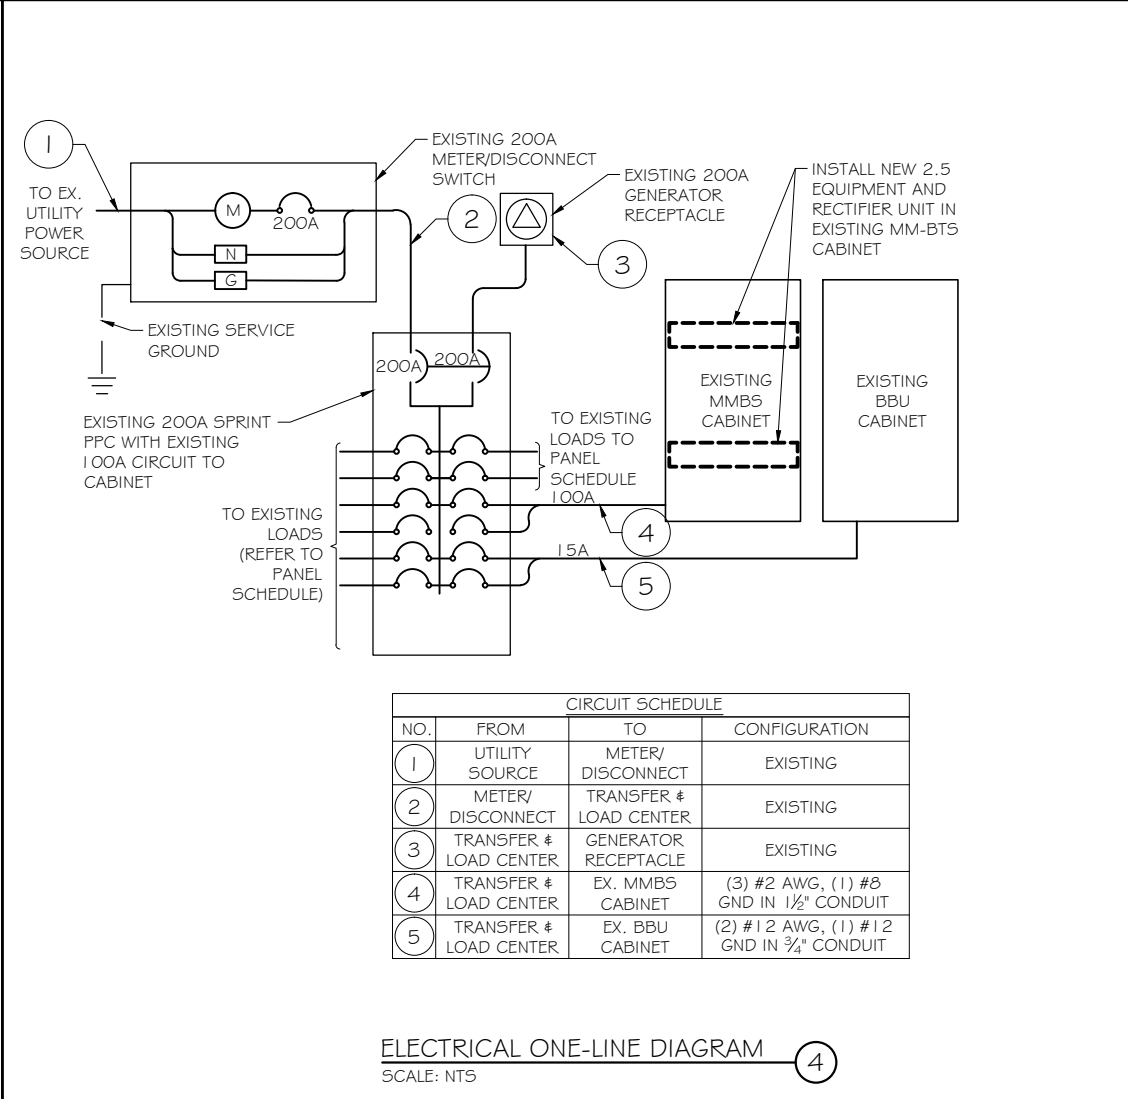 1
TO EX.
UTILITY
POWER
SOURCE
M
200A
N
G
EXISTING 200A
METER/DISCONNECT
SWITCH
2
EXISTING 200A
GENERATOR
RECEPTACLE
3
INSTALL NEW 2.5
EQUIPMENT AND
RECTIFIER UNIT IN
EXISTING MM-BTS
CABINET
EXISTING SERVICE
GROUND
200A
200A
EXISTING 200A SPRINT
PPC WITH EXISTING
100A CIRCUIT TO
CABINET
TO EXISTING
LOADS TO
PANEL
SCHEDULE
100A
EXISTING
MMBS
CABINET
EXISTING
BBU
CABINET
TO EXISTING
LOADS
(REFER TO
PANEL
SCHEDULE)
4
15A
5
CIRCUIT SCHEDULE
NO. FROM TO CONFIGURATION
1 UTILITY SOURCE METER/ DISCONNECT EXISTING
2 METER/ DISCONNECT TRANSFER & LOAD CENTER EXISTING
3 TRANSFER & LOAD CENTER GENERATOR RECEPTACLE EXISTING
4 TRANSFER & LOAD CENTER EX. MMBS CABINET (3) #2 AWG, (1) #8 GND IN 1½" CONDUIT
5 TRANSFER & LOAD CENTER EX. BBU CABINET (2) #12 AWG, (1) #12 GND IN ¾" CONDUIT
ELECTRICAL ONE-LINE DIAGRAM
4
SCALE: NTS